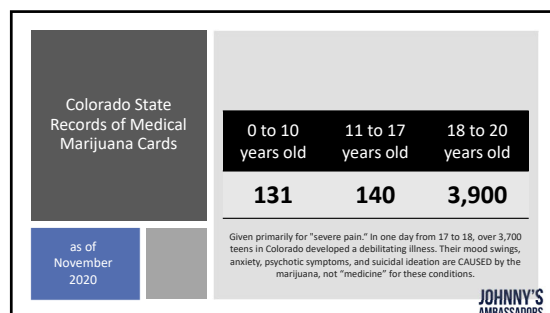 Colorado State
Records of Medical
Marijuana Cards
as of
November
2020
0 to 10 11 to 17 18 to 20
years old years old years old
131 140 3,900
Given primarily for "severe pain." In one day from 17 to 18, over 3,700
teens in Colorado developed a debilitating illness. Their mood swings,
anxiety, psychotic symptoms, and suicidal ideation are CAUSED by the
marijuana, not “medicine” for these conditions.
JOHNNY'S
AMBASSADORS